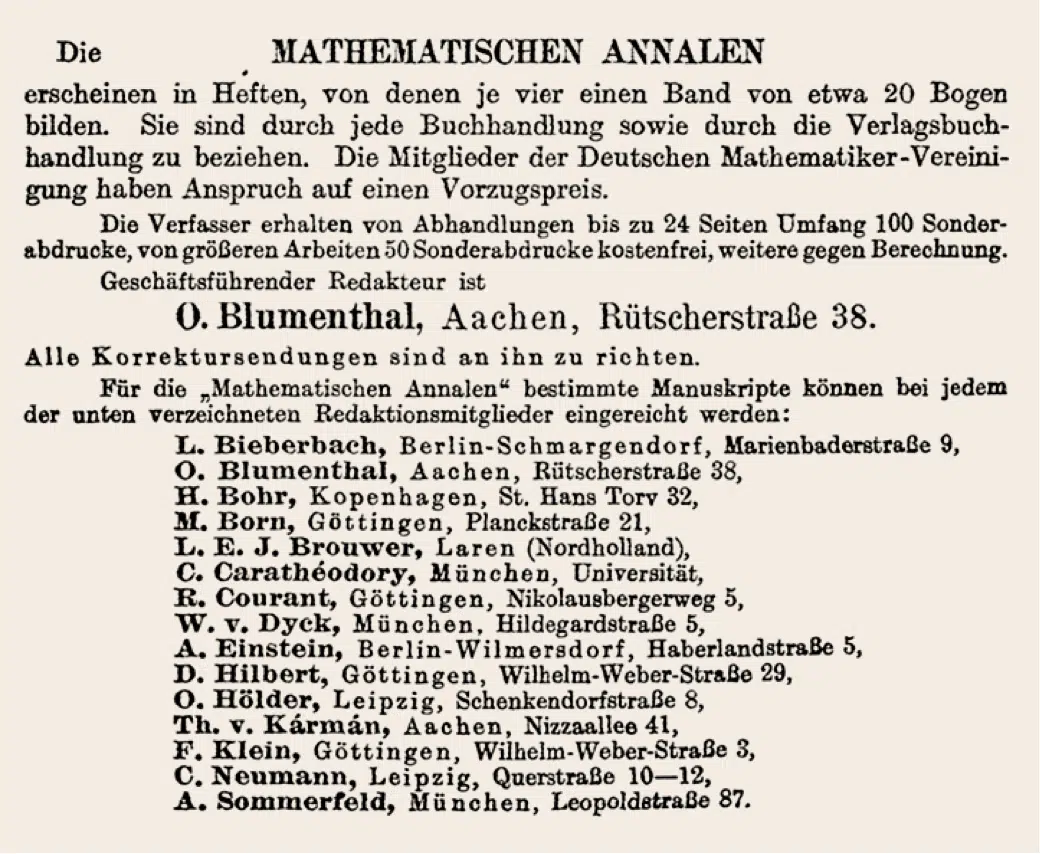 Die MATHEMATISCHEN ANNALEN
erscheinen in Heften, von denen je vier einen Band von etwa 20 Bogen
bilden. Sie sind durch jede Buchhandlung sowie durch die Verlagsbuch-
handlung zu beziehen. Die Mitglieder der Deutschen Mathematiker-Vereini-
gung haben Anspruch auf einen Vorzugspreis.
Die Verfasser erhalten von Abhandlungen bis zu 24 Seiten Umfang 100 Sonder-
abdrucke, von größeren Arbeiten 50 Sonderabdrucke kostenfrei, weitere gegen Berechnung.
Geschäftsführender Redakteur ist
O. Blumenthal, Aachen, Rütscherstraße 38.
Alle Korrektursendungen sind an ihn zu richten.
Für die „Mathematischen Annalen“ bestimmte Manuskripte können bei jedem
der unten verzeichneten Redaktionsmitglieder eingereicht werden:
L. Bieberbach, Berlin-Schmargendorf, Marienbaderstraße 9,
O. Blumenthal, Aachen, Rütscherstraße 38,
H. Bohr, Kopenhagen, St. Hans Torv 32,
M. Born, Göttingen, Planckstraße 21,
L. E. J. Brouwer, Laren (Nordholland),
C. Carathéodory, München, Universität,
R. Courant, Göttingen, Nikolausbergerweg 5,
W. v. Dyck, München, Hildegardstraße 5,
A. Einstein, Berlin-Wilmersdorf, Haberlandstraße 5,
D. Hilbert, Göttingen, Wilhelm-Weber-Straße 29,
O. Hölder, Leipzig, Schenkendorfstraße 8,
Th. v. Kármán, Aachen, Nizzaallee 41,
F. Klein, Göttingen, Wilhelm-Weber-Straße 3,
C. Neumann, Leipzig, Querstraße 10—12,
A. Sommerfeld, München, Leopoldstraße 87.